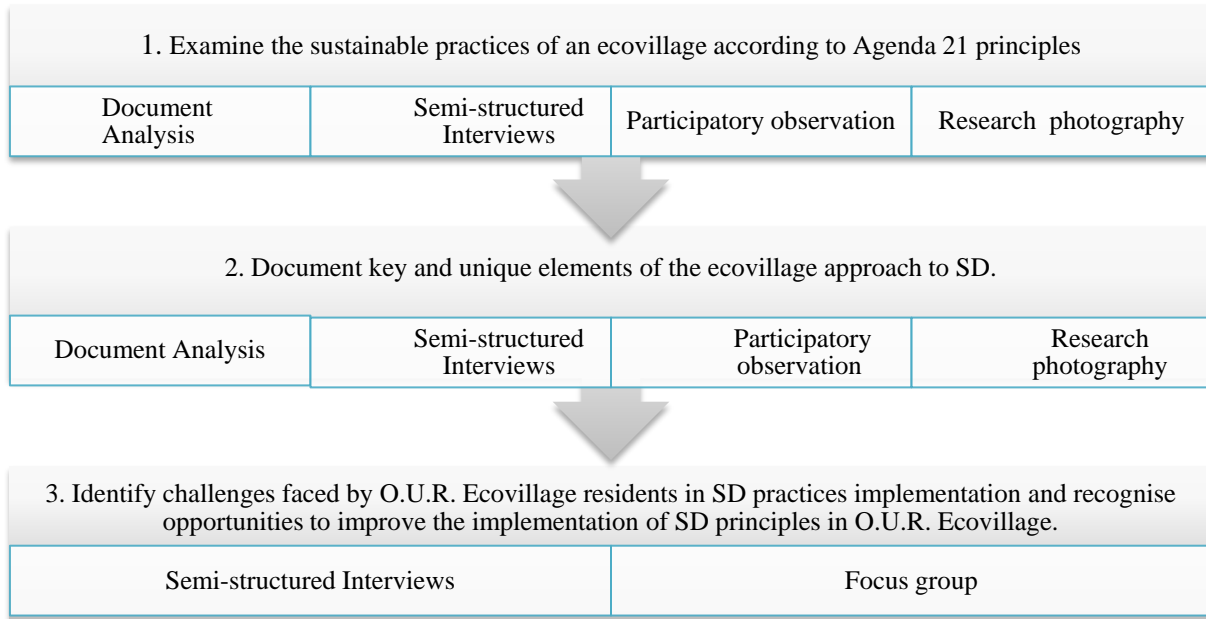 1. Examine the sustainable practices of an ecovillage according to Agenda 21 principles
Document
Analysis
Semi-structured
Interviews
Participatory observation
Research photography
2. Document key and unique elements of the ecovillage approach to SD.
Document Analysis
Semi-structured
Interviews
Participatory
observation
Research
photography
3. Identify challenges faced by O.U.R. Ecovillage residents in SD practices implementation and recognise
opportunities to improve the implementation of SD principles in O.U.R. Ecovillage.
Semi-structured Interviews
Focus group